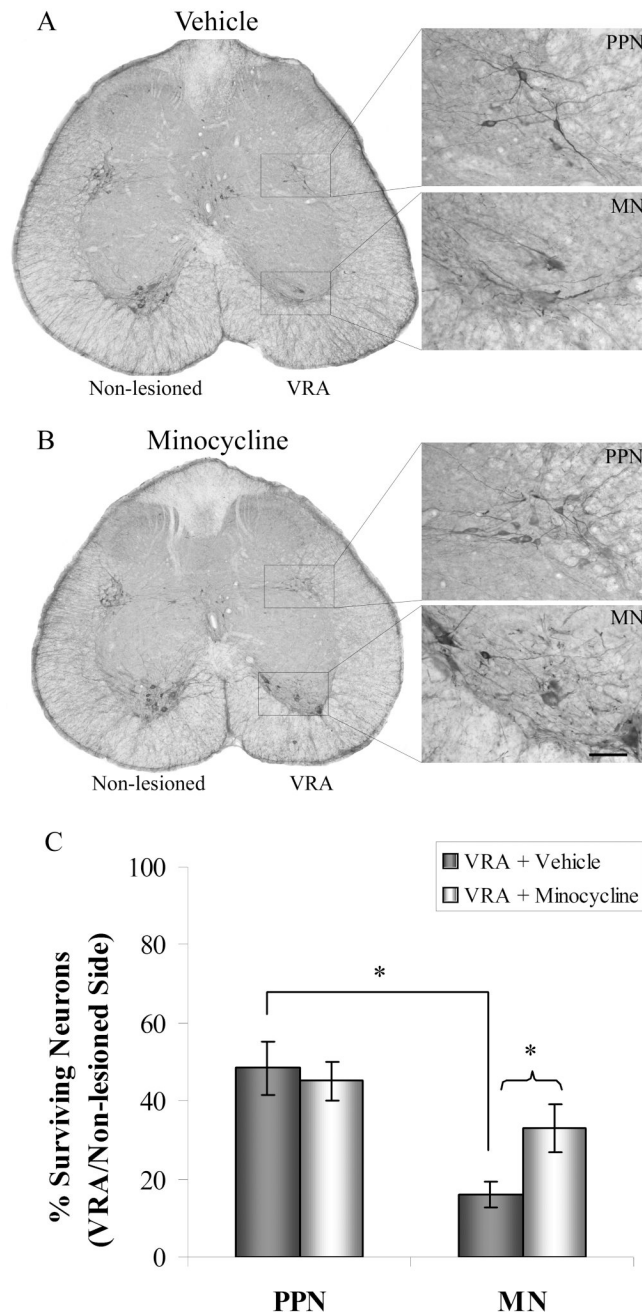 A
Vehicle
PPN
MN
Non-lesioned
VRA
B
Minocycline
PPN
MN
Non-lesioned
VRA
C
VRA + Vehicle
VRA + Minocycline
% Surviving Neurons
(VRA/Non-lesioned Side)
100
80
60
40
20
0
*
*
PPN
MN